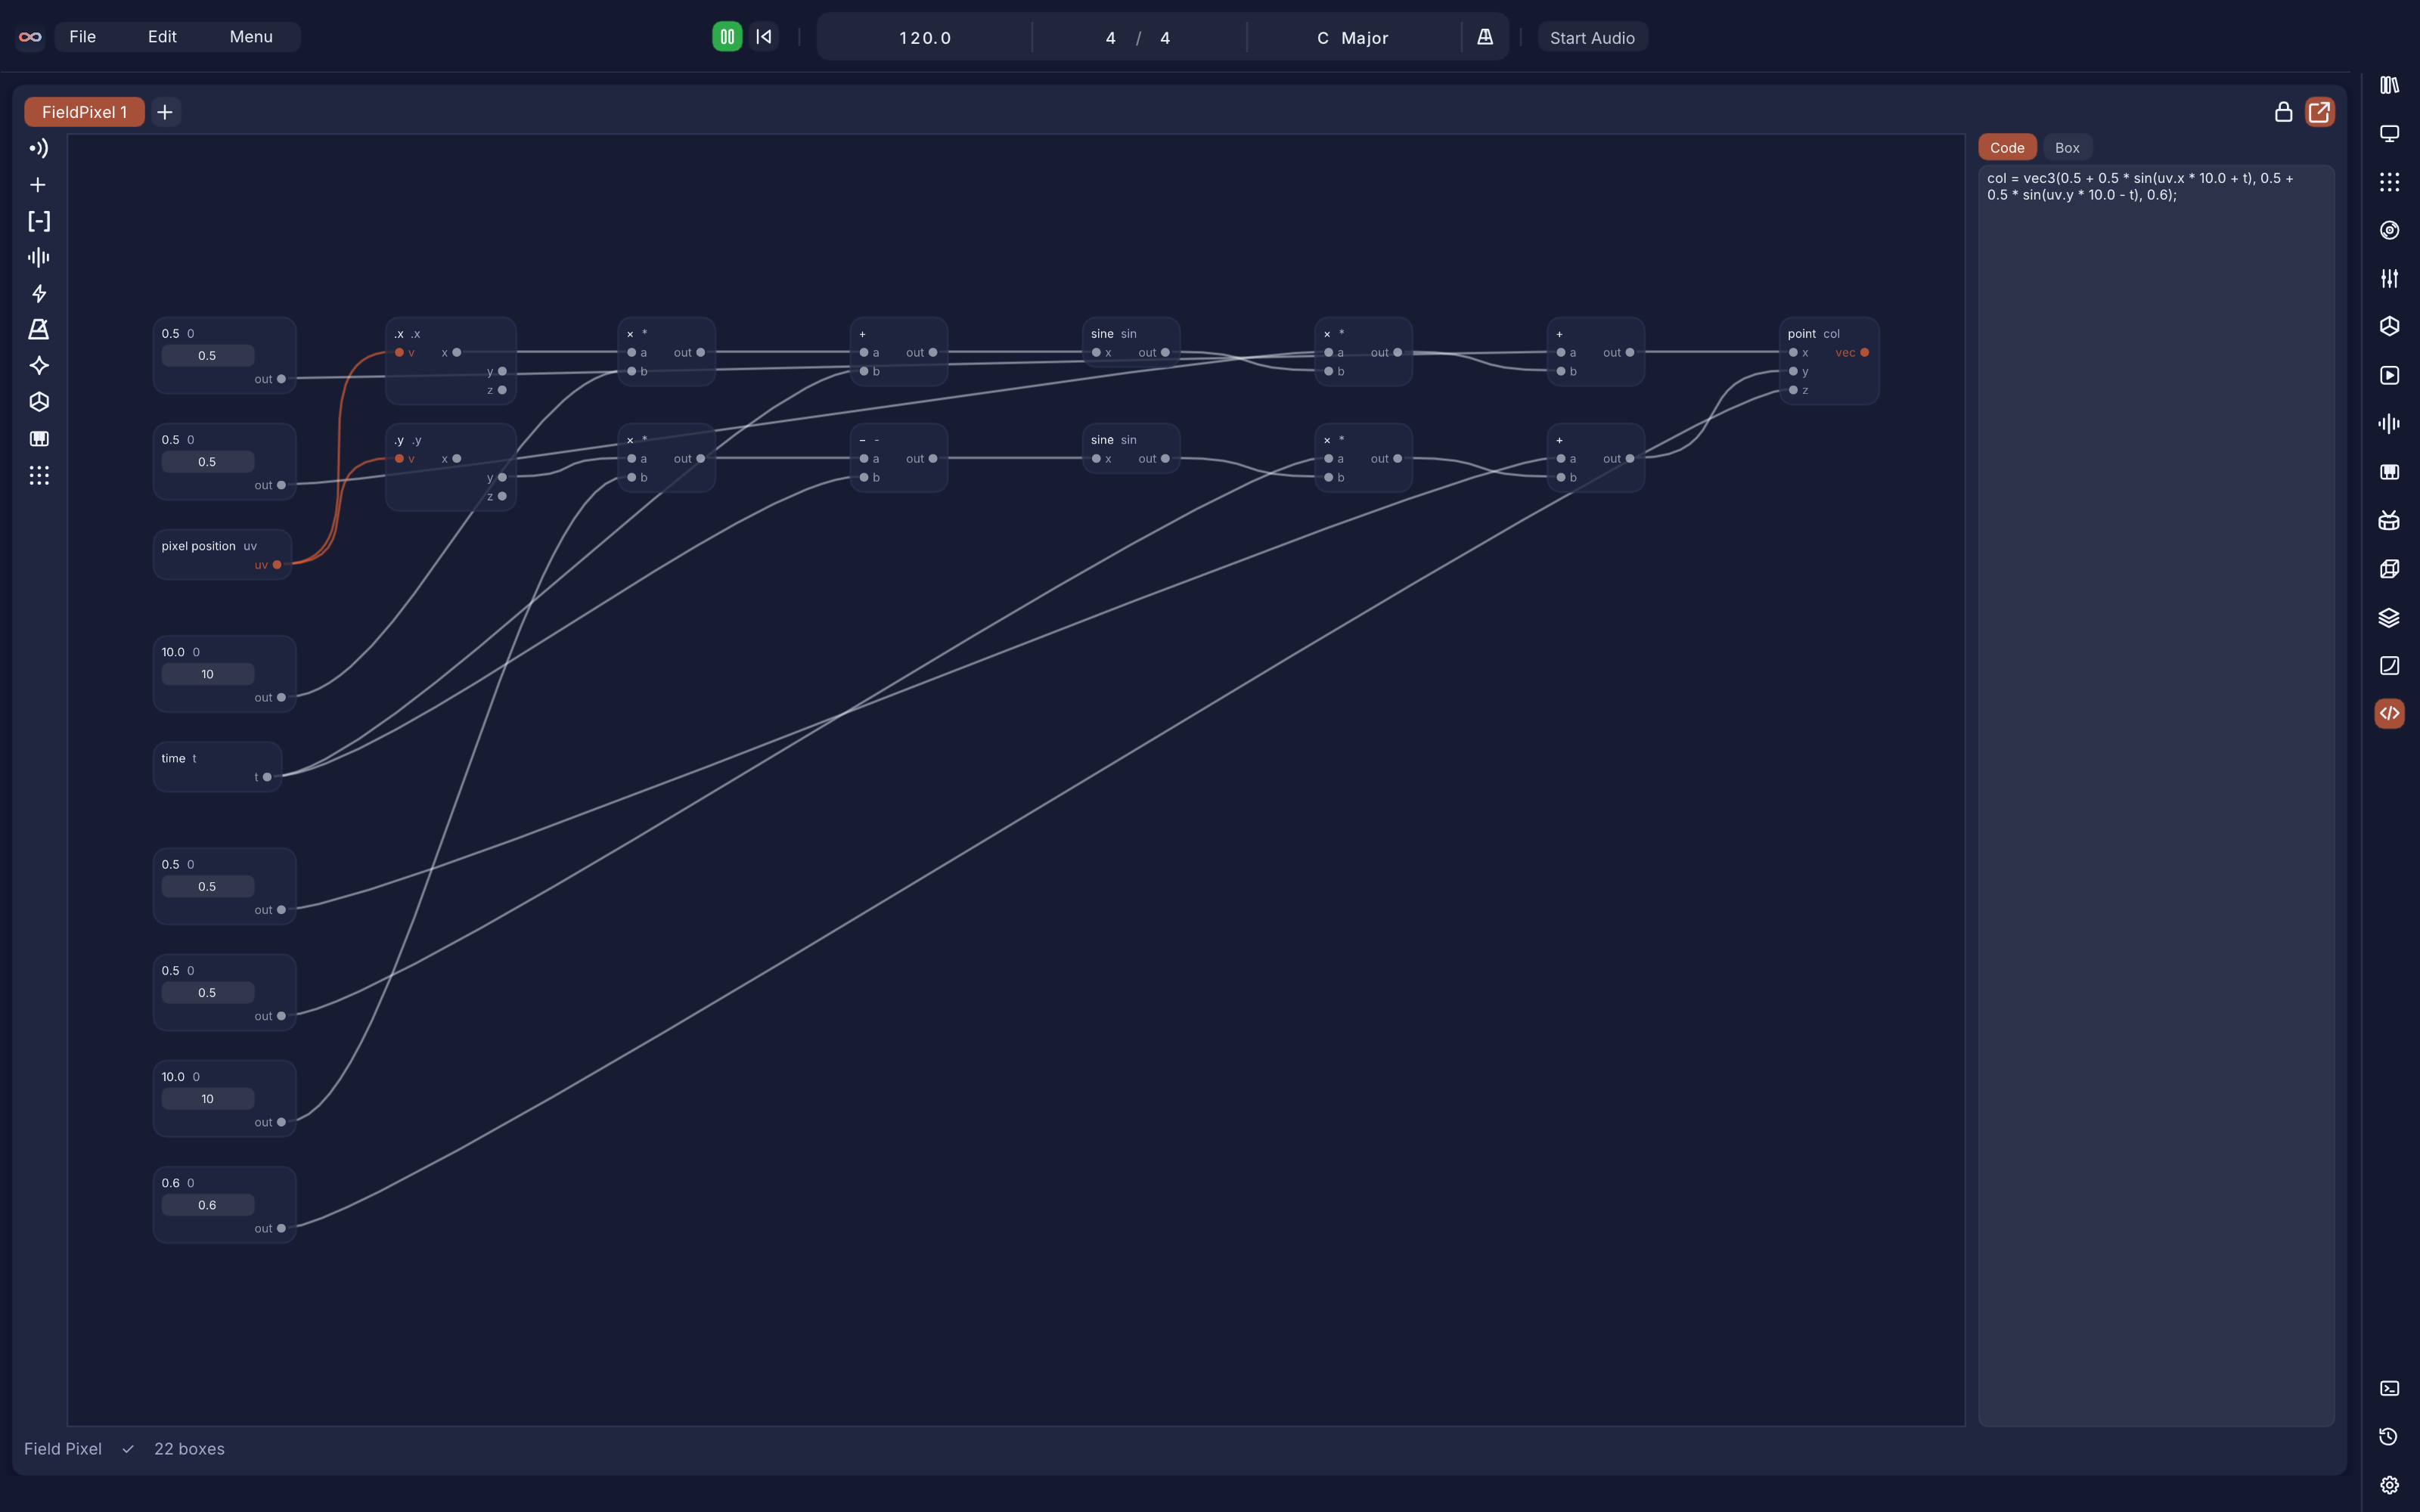 File Edit Menu
120.0 4 / 4 C Major Start Audio
FieldPixel 1
Code Box
col = vec3(0.5 + 0.5 * sin(uv.x * 10.0 + t), 0.5 +
0.5 * sin(uv.y * 10.0 - t), 0.6);
0.5 0
0.5
out
.x .x
v x
y
z
× *
a out
b
+
a out
b
sine sin
x out
× *
a out
b
+
a out
b
point col
x vec
y
z
0.5 0
0.5
out
.y .y
v x
y
z
× *
a out
b
− -
a out
b
sine sin
x out
× *
a out
b
+
a out
b
pixel position uv
uv
10.0 0
10
out
time t
t
0.5 0
0.5
out
0.5 0
0.5
out
10.0 0
10
out
0.6 0
0.6
out
Field Pixel 22 boxes